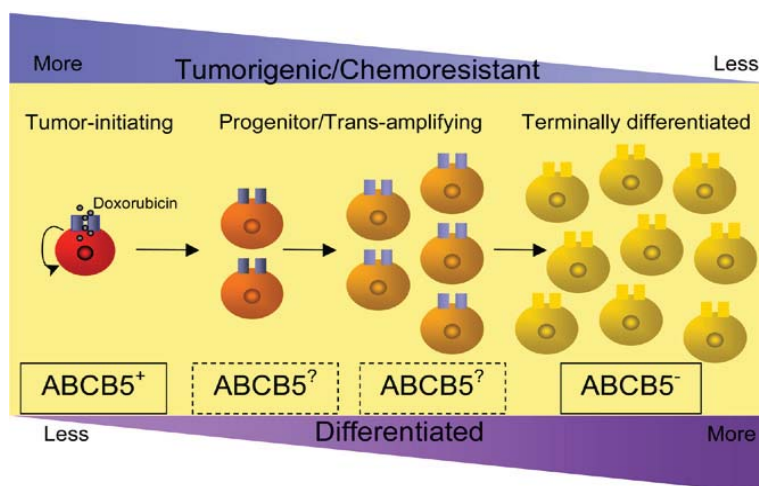 More Tumorigenic/Chemoresistant Less
Tumor-initiating Progenitor/Trans-amplifying Terminally differentiated
Doxorubicin
ABCB5⁺ ABCB5? ABCB5? ABCB5⁻
Less Differentiated More